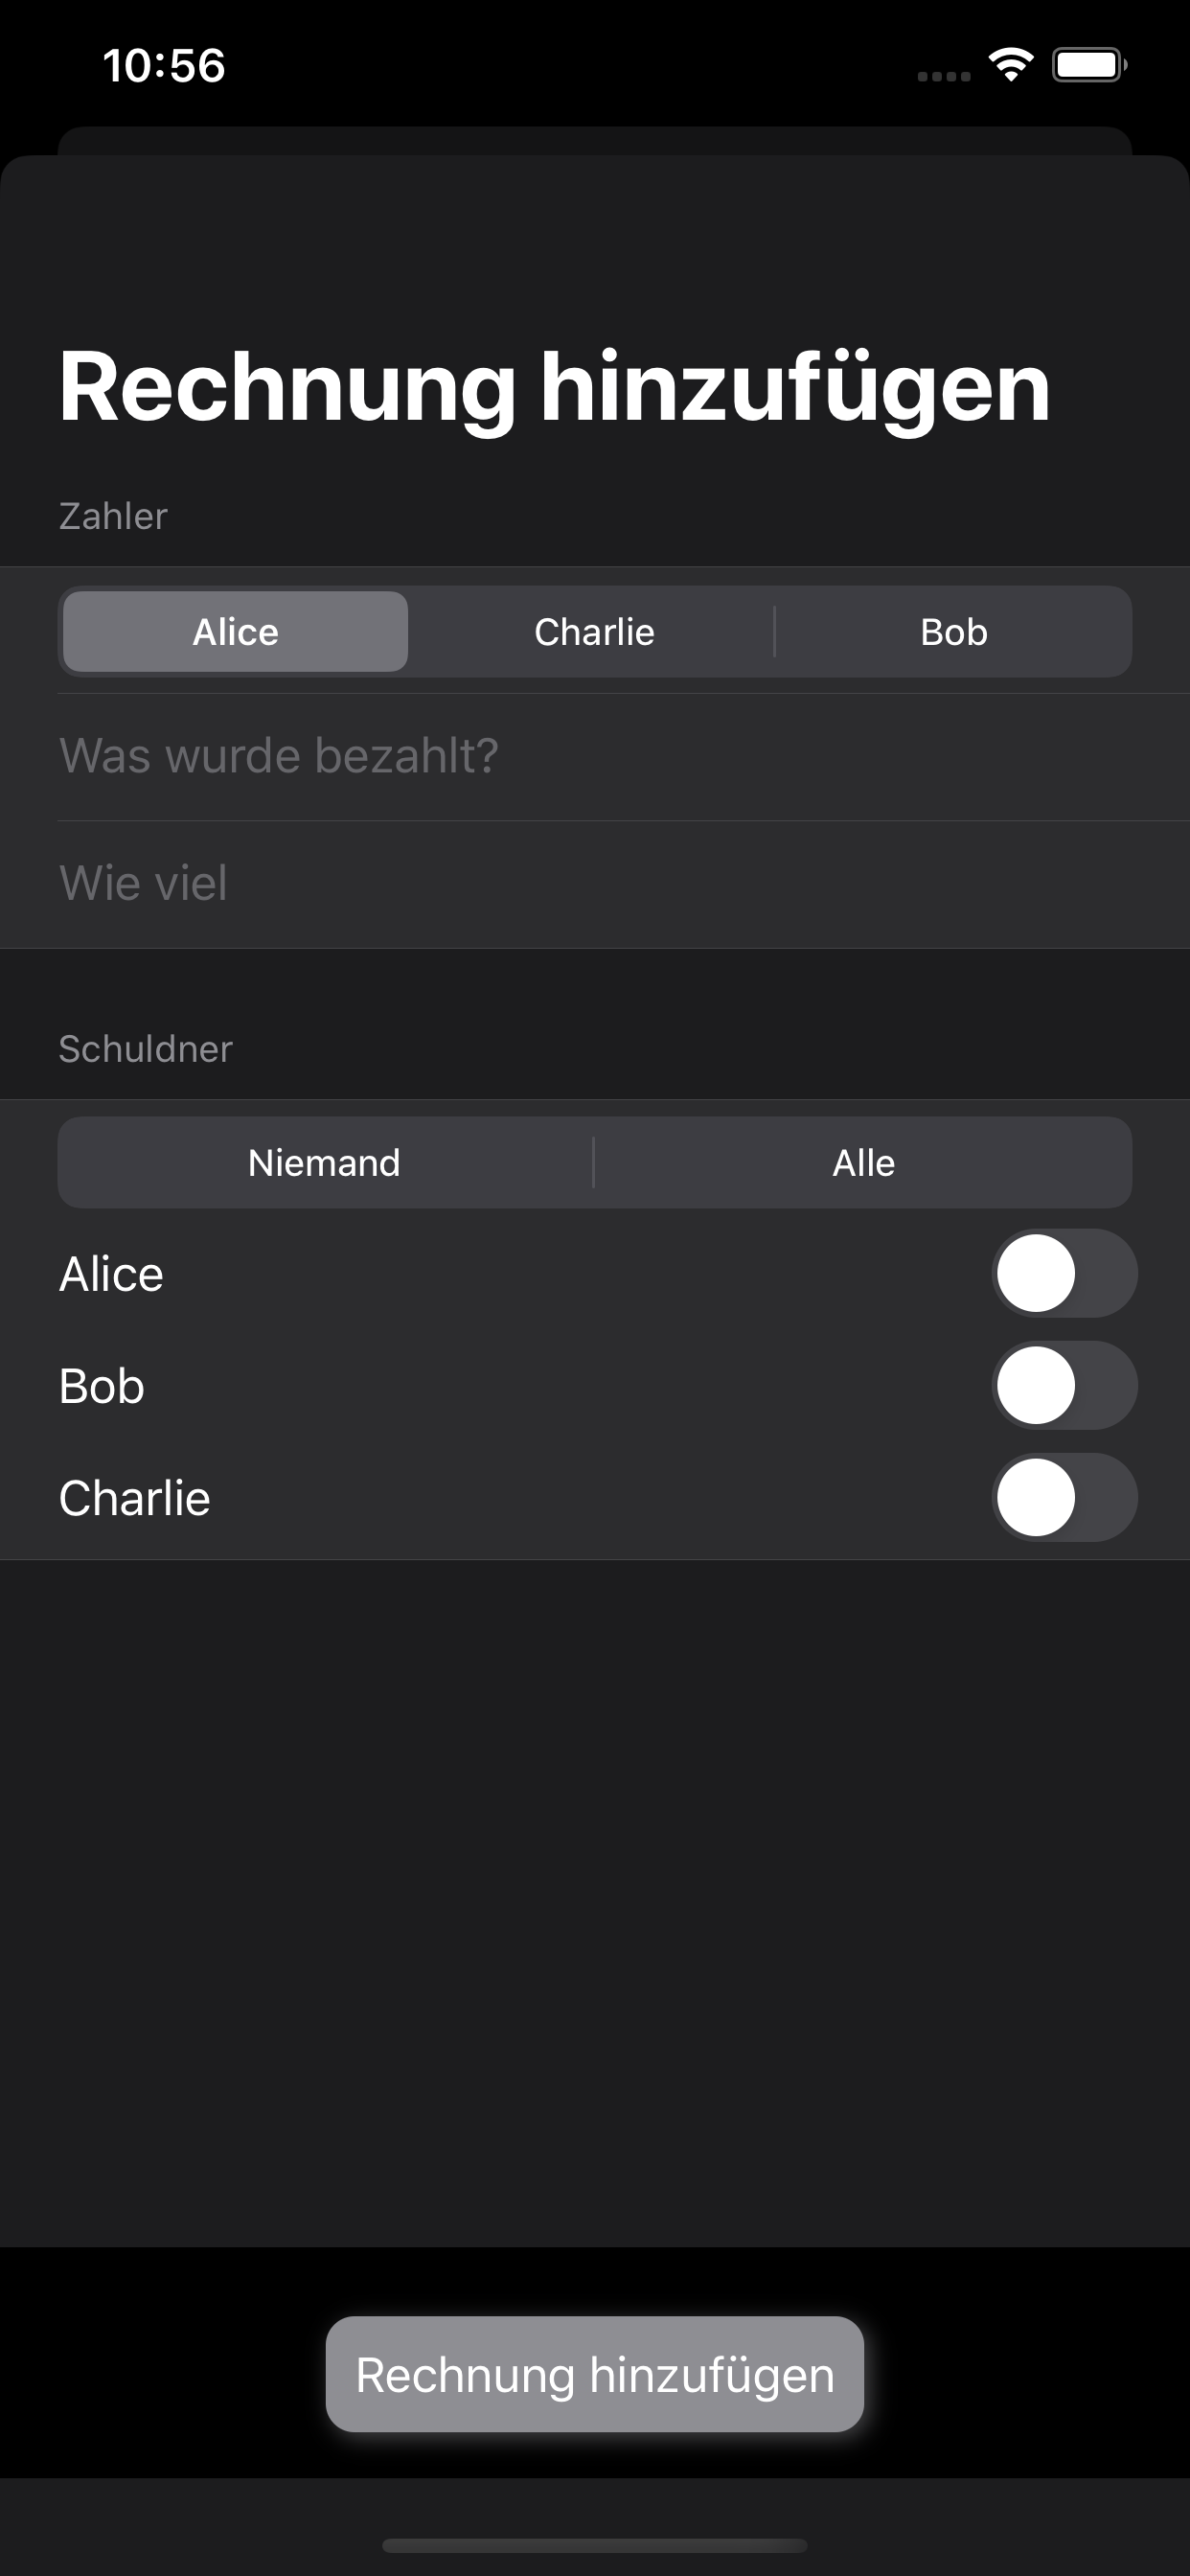 10:56
Rechnung hinzufügen
Zahler
Alice Charlie Bob
Was wurde bezahlt?
Wie viel
Schuldner
Niemand Alle
Alice
Bob
Charlie
Rechnung hinzufügen